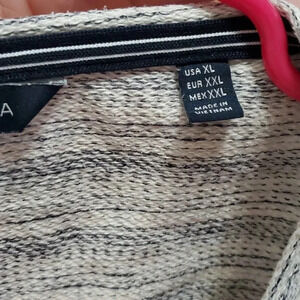 A
USA XL
EUR XXL
MEX XXL
MADE IN
VIETNAM